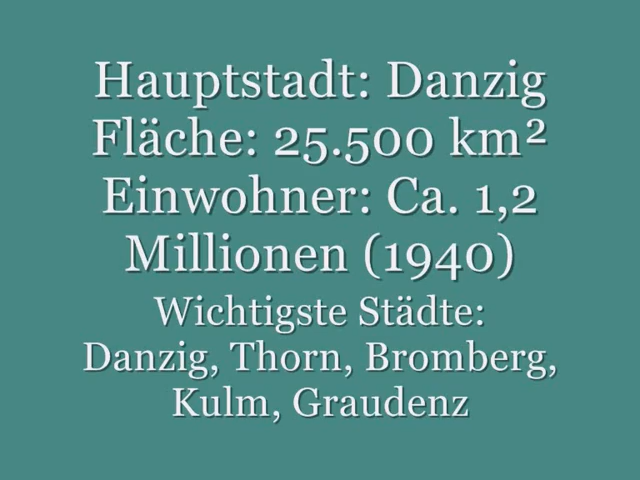 Hauptstadt: Danzig
Fläche: 25.500 km²
Einwohner: Ca. 1,2
Millionen (1940)
Wichtigste Städte:
Danzig, Thorn, Bromberg,
Kulm, Graudenz